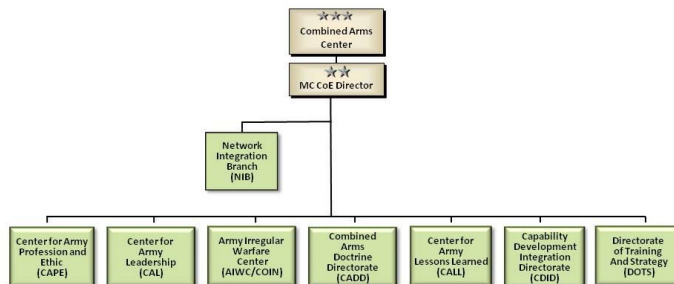 Combined Arms
Center
MC CoE Director
Network
Integration
Branch
(NIB)
Center for Army
Profession and
Ethic
(CAPE)
Center for
Army
Leadership
(CAL)
Army Irregular
Warfare
Center
(AIWC/COIN)
Combined
Arms
Doctrine
Directorate
(CADD)
Center for
Army
Lessons Learned
(CALL)
Capability
Development
Integration
Directorate
(CDID)
Directorate
of Training
And Strategy
(DOTS)